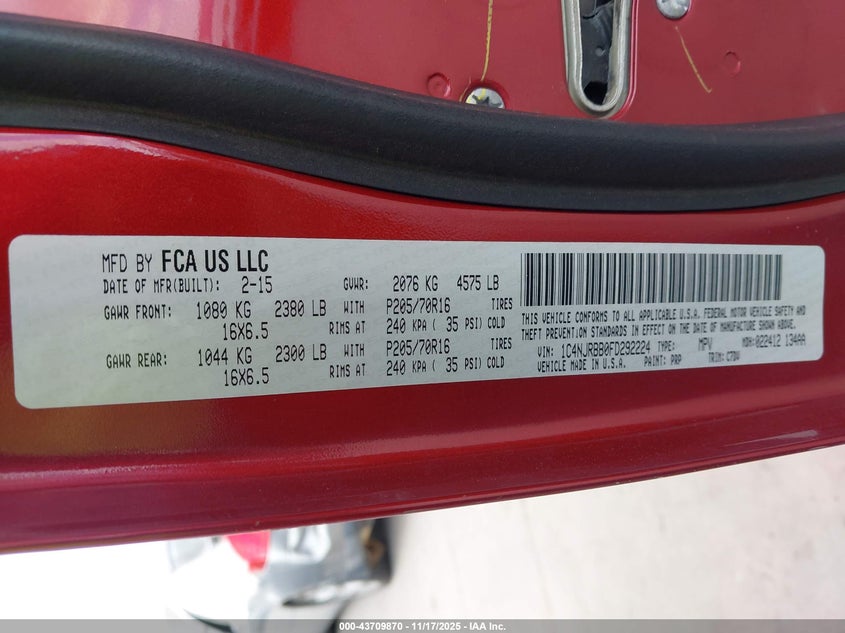 MFD BY FCA US LLC
DATE OF MFR(BUILT): 2-15 GVWR: 2076 KG 4575 LB
GAWR FRONT: 1080 KG 2380 LB WITH P205/70R16 TIRES
16X6.5 RIMS AT 240 KPA ( 35 PSI) COLD
GAWR REAR: 1044 KG 2300 LB WITH P205/70R16 TIRES
16X6.5 RIMS AT 240 KPA ( 35 PSI) COLD
THIS VEHICLE CONFORMS TO ALL APPLICABLE U.S.A. FEDERAL MOTOR VEHICLE SAFETY AND
THEFT PREVENTION STANDARDS IN EFFECT ON THE DATE OF MANUFACTURE SHOWN ABOVE.
VIN: 1C4NJRBB0FD292224 TYPE: MPV MDH: 022412 134AA
VEHICLE MADE IN U.S.A. PAINT: PRP TRIM: C7DV
000-43709870 — 11/17/2025 — IAA Inc.